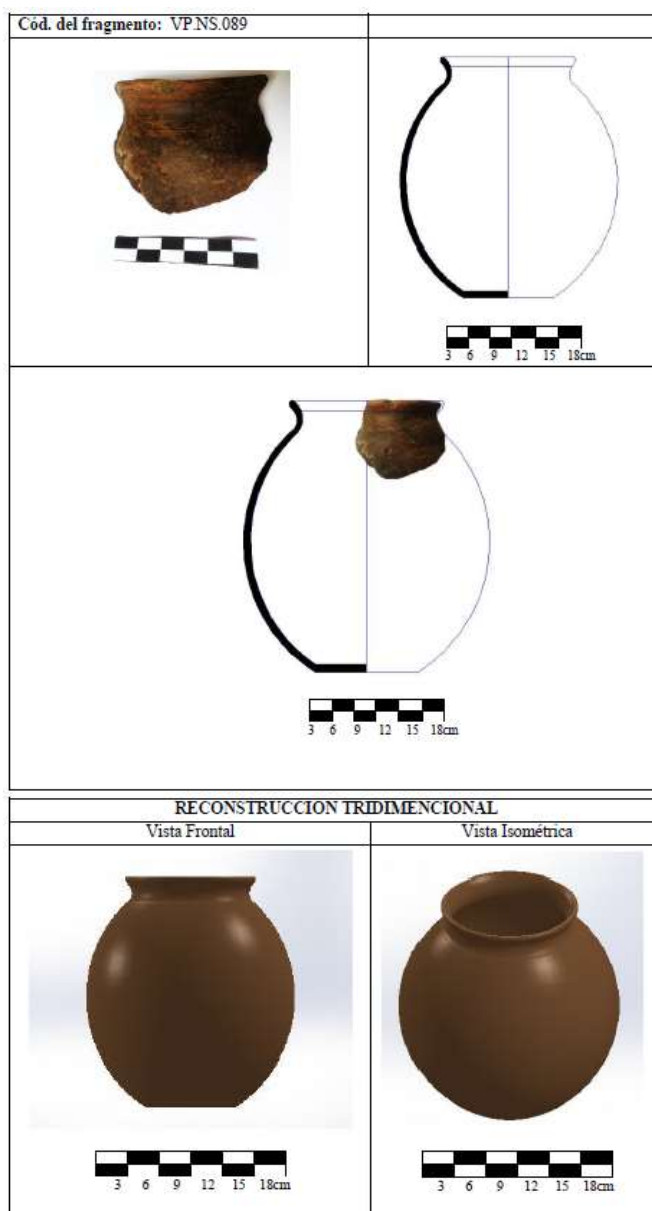 Cód. del fragmento: VP.NS.089
3 6 9 12 15 18cm
3 6 9 12 15 18cm
RECONSTRUCCION TRIDIMENCIONAL
Vista Frontal Vista Isométrica
3 6 9 12 15 18cm 3 6 9 12 15 18cm